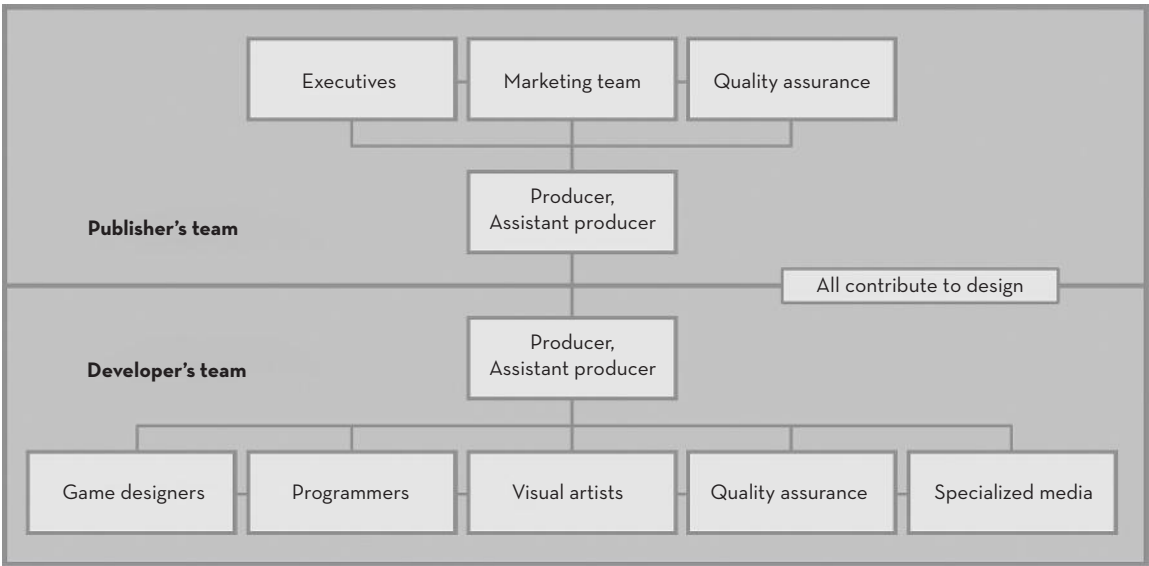 Executives
Marketing team
Quality assurance
Producer,
Assistant producer
Publisher’s team
All contribute to design
Producer,
Assistant producer
Developer’s team
Game designers
Programmers
Visual artists
Quality assurance
Specialized media